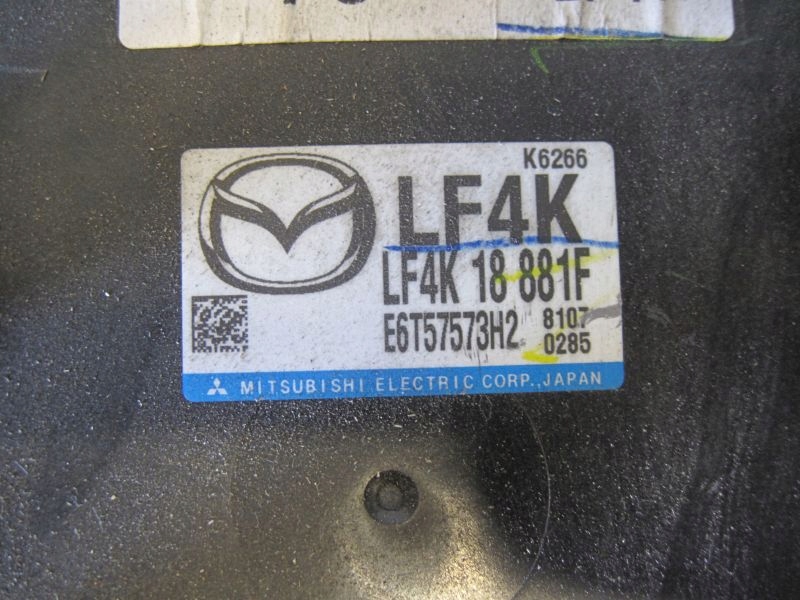 K6266
LF4K
LF4K 18 881F
E6T57573H2 8107
0285
MITSUBISHI ELECTRIC CORP., JAPAN